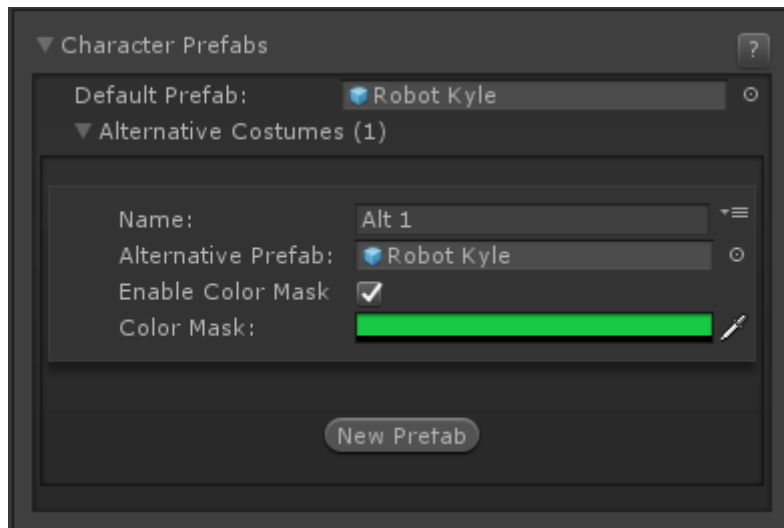 Character Prefabs
?
Default Prefab: Robot Kyle
Alternative Costumes (1)
Name: Alt 1
Alternative Prefab: Robot Kyle
Enable Color Mask
Color Mask:
New Prefab